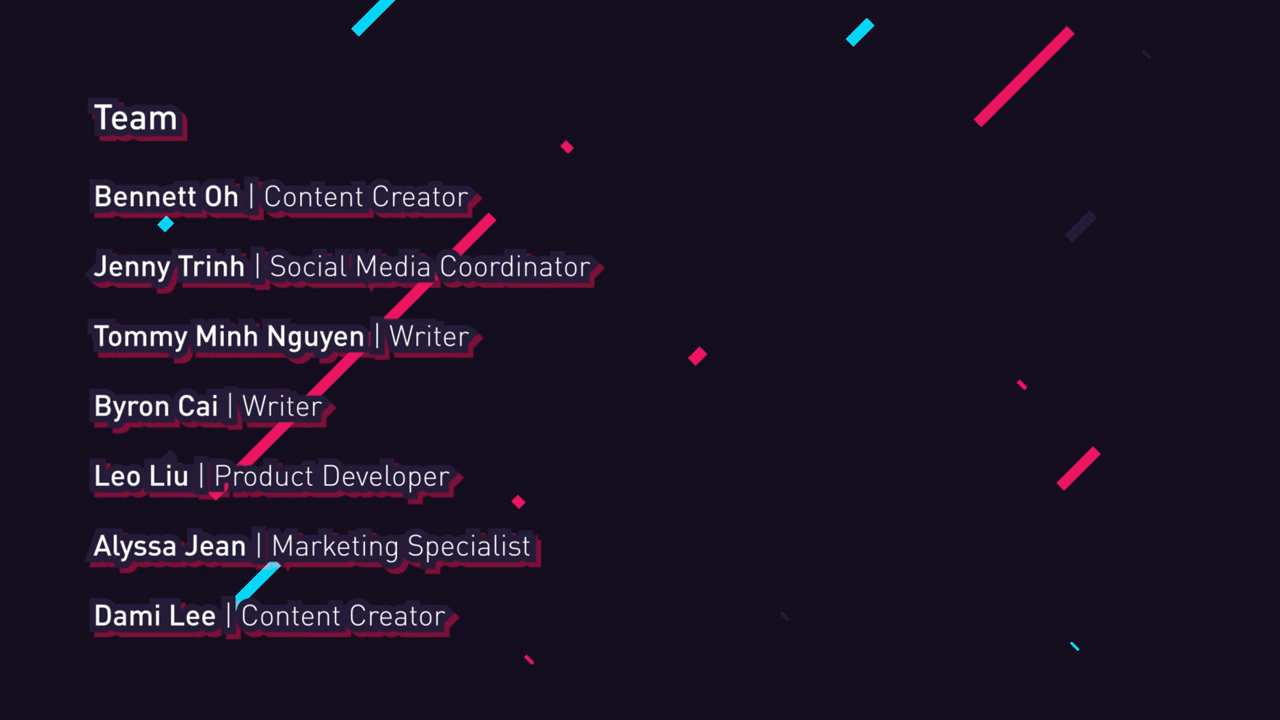 Team
Bennett Oh | Content Creator
Jenny Trinh | Social Media Coordinator
Tommy Minh Nguyen | Writer
Byron Cai | Writer
Leo Liu | Product Developer
Alyssa Jean | Marketing Specialist
Dami Lee | Content Creator